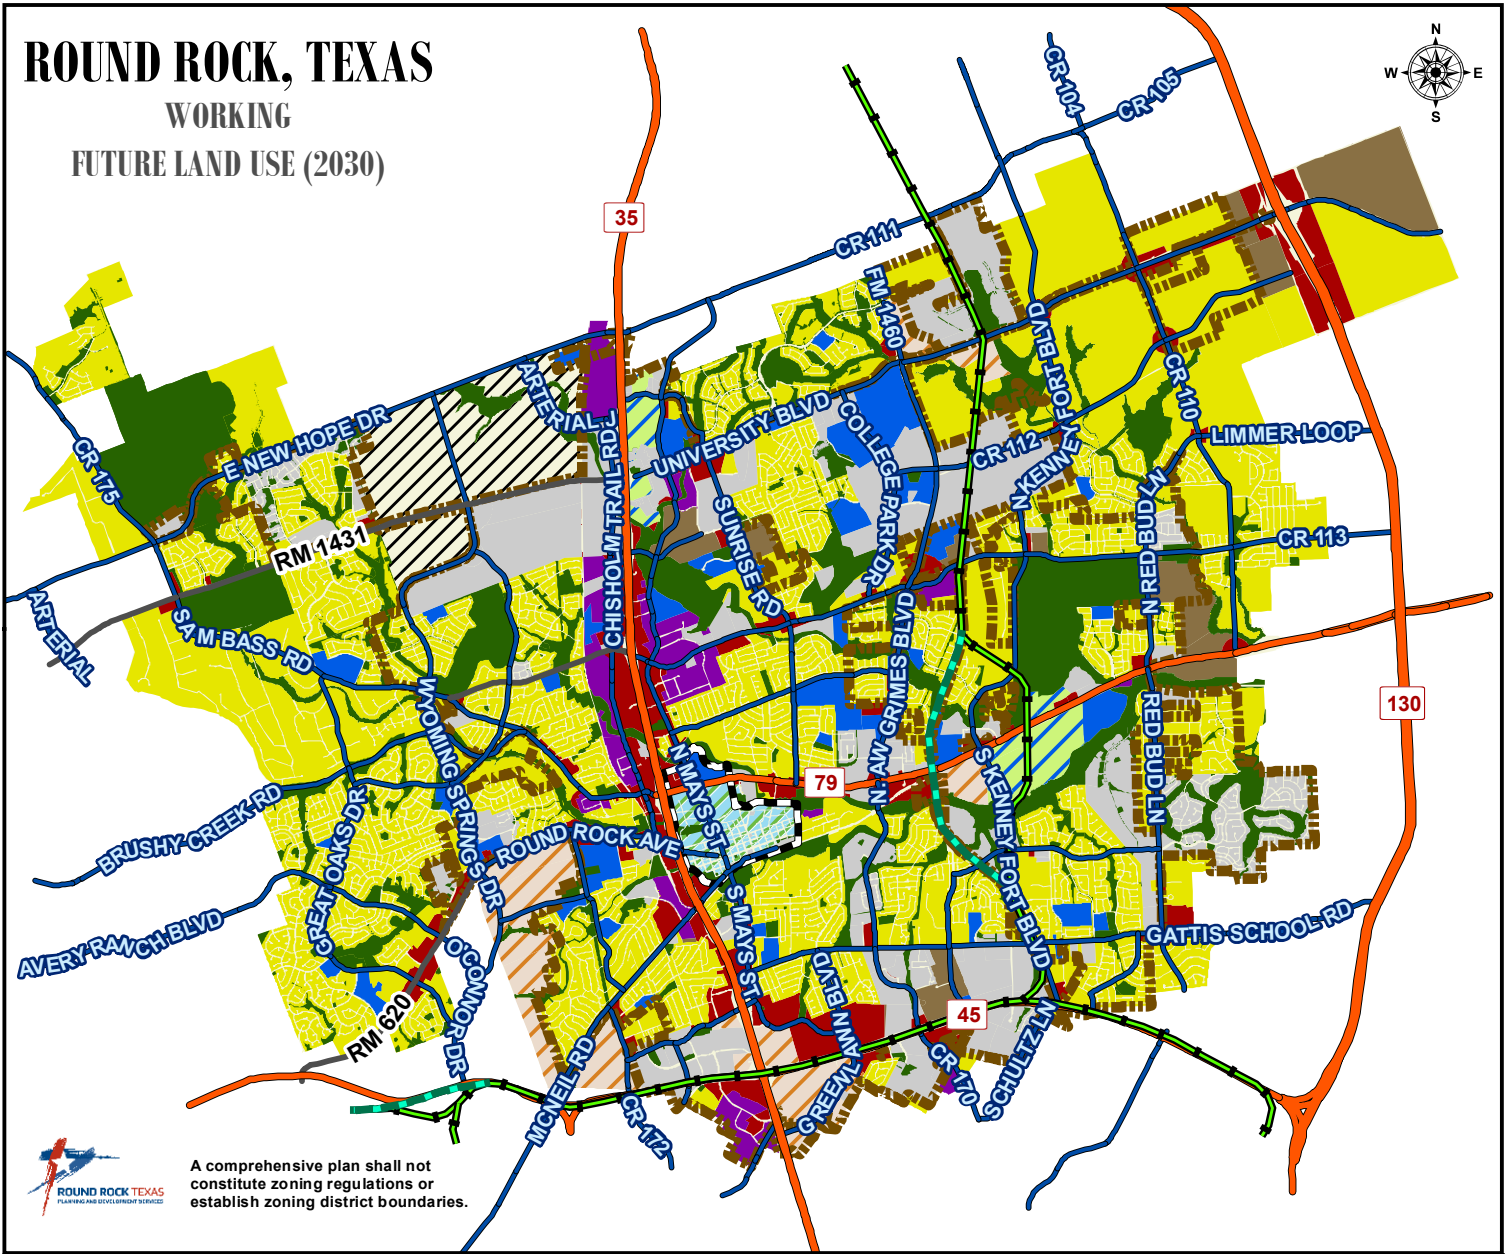 ROUND ROCK, TEXAS
WORKING
FUTURE LAND USE (2030)
N
W E
S
CR 104
CR 105
35
CR 111
FM 1460
N KENNEY FORT BLVD
CR 110
ARTERIAL J
E NEW HOPE DR
UNIVERSITY BLVD
COLLEGE PARK DR
CR 112
LIMMER LOOP
CR 175
CHISHOLM TRAIL RD
SUNRISE RD
N RED BUD LN
CR 113
RM 1431
ARTERIAL
SAM BASS RD
N. AW GRIMES BLVD
WYOMING SPRINGS DR
130
RED BUD LN
N MAYS ST
79
S KENNEY FORT BLVD
BRUSHY CREEK RD
GREAT OAKS DR
ROUND ROCK AVE
AVERY RANCH BLVD
S MAYS ST
GATTIS SCHOOL RD
O'CONNOR DR
RM 620
45
GREENLAWN BLVD
MCNEIL RD
CR 172
CR 170
SCHULTZ LN
ROUND ROCK TEXAS
PLANNING AND DEVELOPMENT SERVICES
A comprehensive plan shall not
constitute zoning regulations or
establish zoning district boundaries.